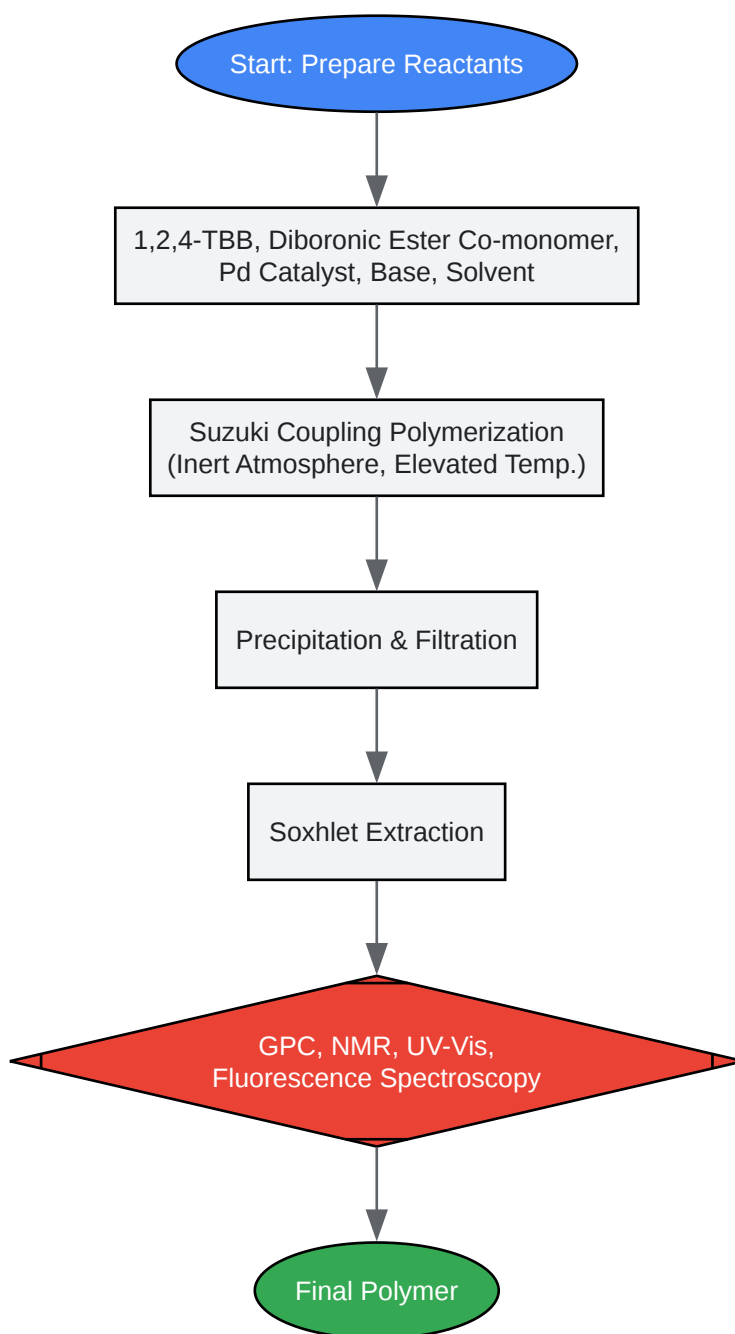 Start: Prepare Reactants
1,2,4-TBB, Diboronic Ester Co-monomer,
Pd Catalyst, Base, Solvent
Suzuki Coupling Polymerization
(Inert Atmosphere, Elevated Temp.)
Precipitation & Filtration
Soxhlet Extraction
GPC, NMR, UV-Vis,
Fluorescence Spectroscopy
Final Polymer